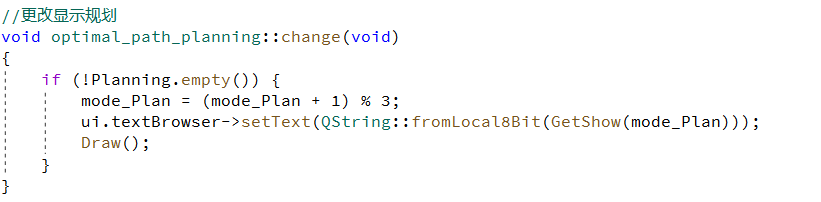 //更改显示规划
void optimal_path_planning::change(void)
{
    if (!Planning.empty()) {
        mode_Plan = (mode_Plan + 1) % 3;
        ui.textBrowser->setText(QString::fromLocal8Bit(GetShow(mode_Plan)));
        Draw();
    }
}